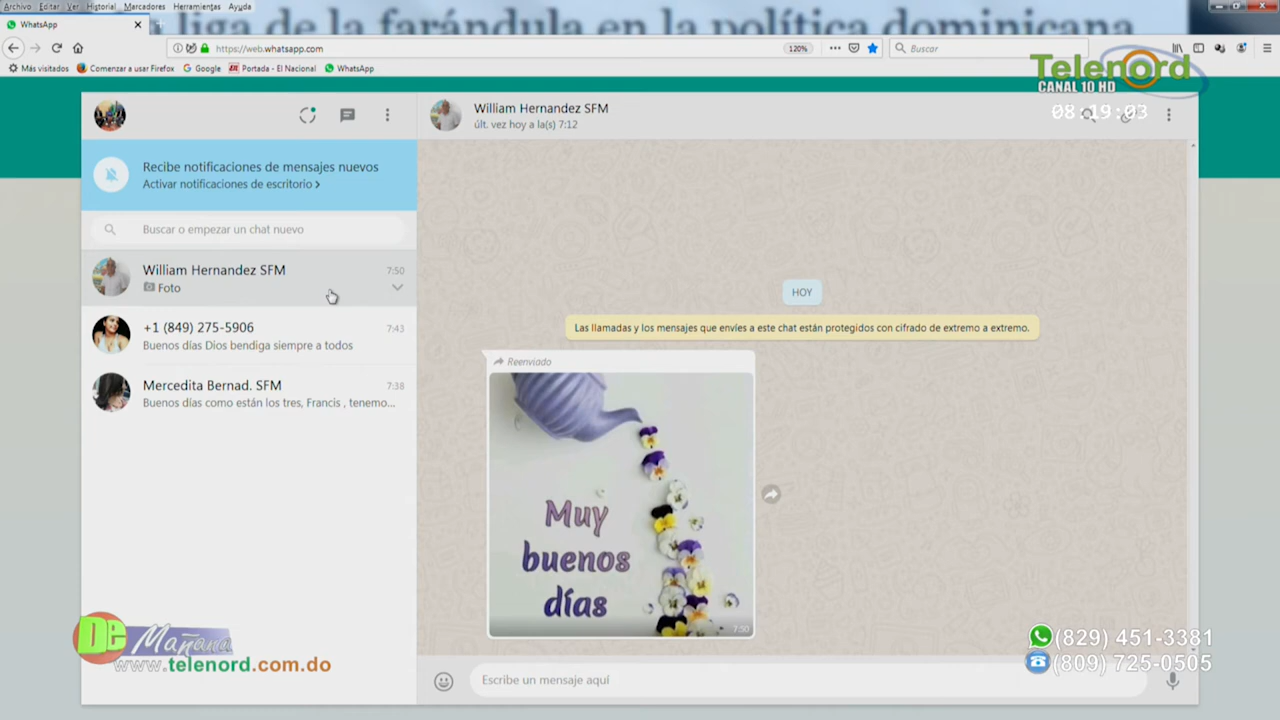 Archivo Editar Ver Historial Marcadores Herramientas Ayuda
WhatsApp
liga de la farándula en la política dominicana
https://web.whatsapp.com
120%
Buscar
Más visitados
Comenzar a usar Firefox
Google
Portada - El Nacional
WhatsApp
Telenord
CANAL 10 HD
08:19:03
William Hernandez SFM
últ. vez hoy a la(s) 7:12
Recibe notificaciones de mensajes nuevos
Activar notificaciones de escritorio >
Buscar o empezar un chat nuevo
William Hernandez SFM
7:50
Foto
+1 (849) 275-5906
7:43
Buenos días Dios bendiga siempre a todos
Mercedita Bernad. SFM
7:38
Buenos días como están los tres, Francis , tenemo...
HOY
Las llamadas y los mensajes que envíes a este chat están protegidos con cifrado de extremo a extremo.
Reenviado
Muy
buenos
días
7:50
Escribe un mensaje aquí
De Mañana
www.telenord.com.do
(829) 451-3381
(809) 725-0505